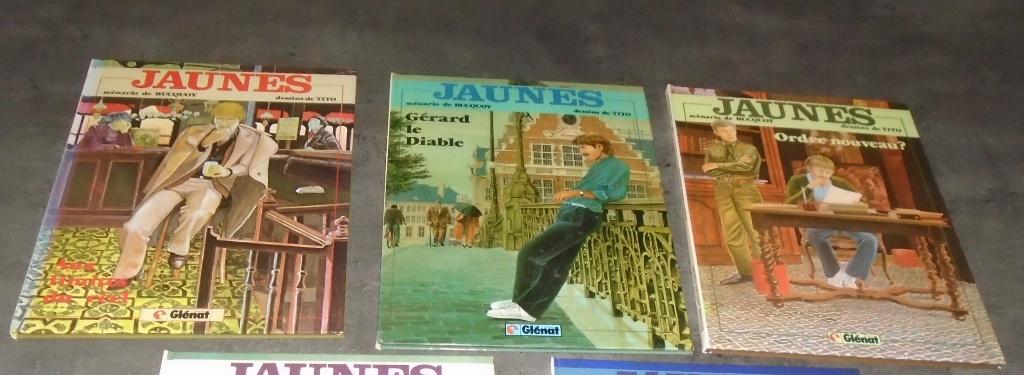 JAUNES
scénario de BUCQUOY
dessins de TITO
Glénat
JAUNES
scénario de BUCQUOY
dessins de TITO
Gérard
le
Diable
Glénat
JAUNES
scénario de BUCQUOY
dessins de TITO
Ordre nouveau?
Glénat
JAUNES